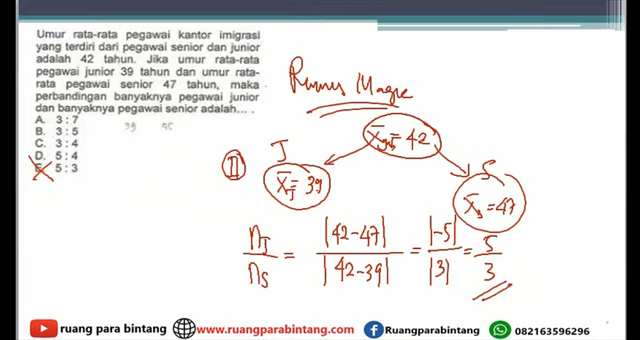 Umur rata-rata pegawai kantor imigrasi
yang terdiri dari pegawai senior dan junior
adalah 42 tahun. Jika umur rata-rata
pegawai junior 39 tahun dan umur rata-
rata pegawai senior 47 tahun, maka
perbandingan banyaknya pegawai junior
dan banyaknya pegawai senior adalah... .
A. 3 : 7
B. 3 : 5
C. 3 : 4
D. 5 : 4
E. 5 : 3
39
Rumus Magic
x̄JS = 42
II
J
x̄J = 39
S
x̄S = 47
nJ/nS = |42-47|/|42-39| = |-5|/|3| = 5/3
ruang para bintang
www.ruangparabintang.com
Ruangparabintang
082163596296